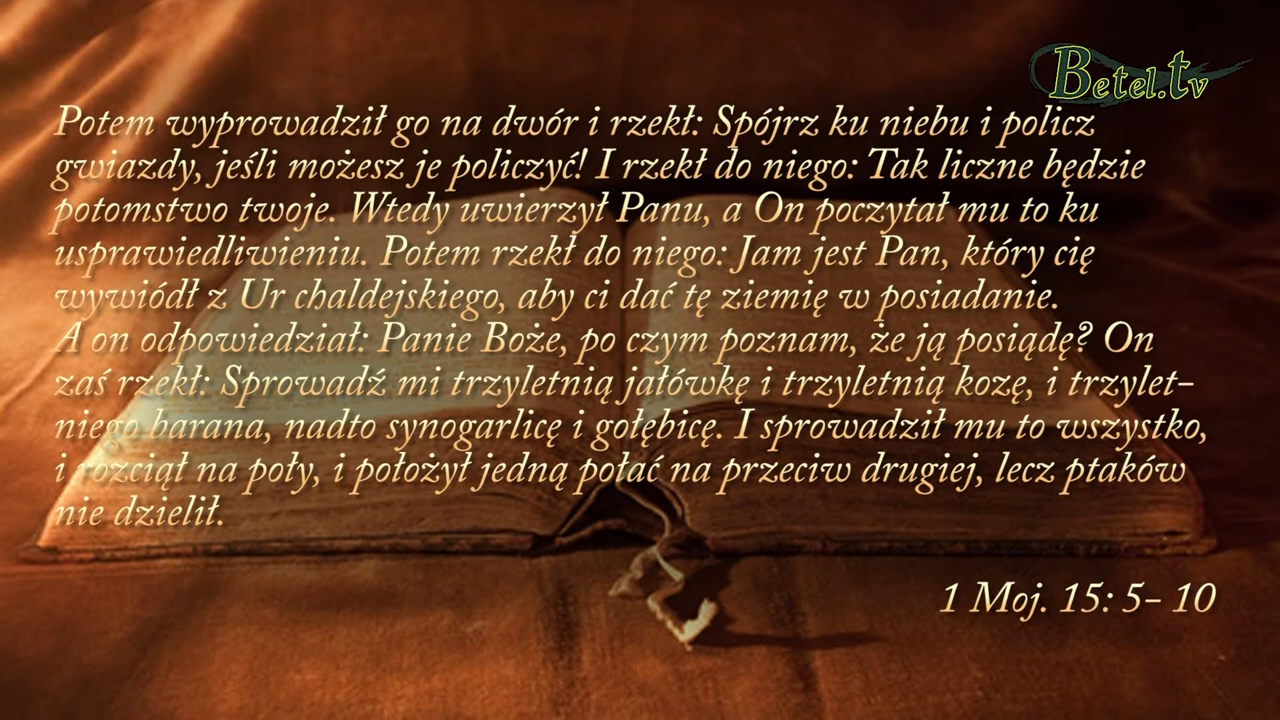 Betel.tv
Potem wyprowadził go na dwór i rzekł: Spójrz ku niebu i policz
gwiazdy, jeśli możesz je policzyć! I rzekł do niego: Tak liczne będzie
potomstwo twoje. Wtedy uwierzył Panu, a On poczytał mu to ku
usprawiedliwieniu. Potem rzekł do niego: Jam jest Pan, który cię
wywiódł z Ur chaldejskiego, aby ci dać tę ziemię w posiadanie.
A on odpowiedział: Panie Boże, po czym poznam, że ją posiądę? On
zaś rzekł: Sprowadź mi trzyletnią jałówkę i trzyletnią kozę, i trzylet-
niego barana, nadto synogarlicę i gołębicę. I sprowadził mu to wszystko,
i rozciął na poły, i położył jedną połać na przeciw drugiej, lecz ptaków
nie dzielił.
1 Moj. 15: 5- 10